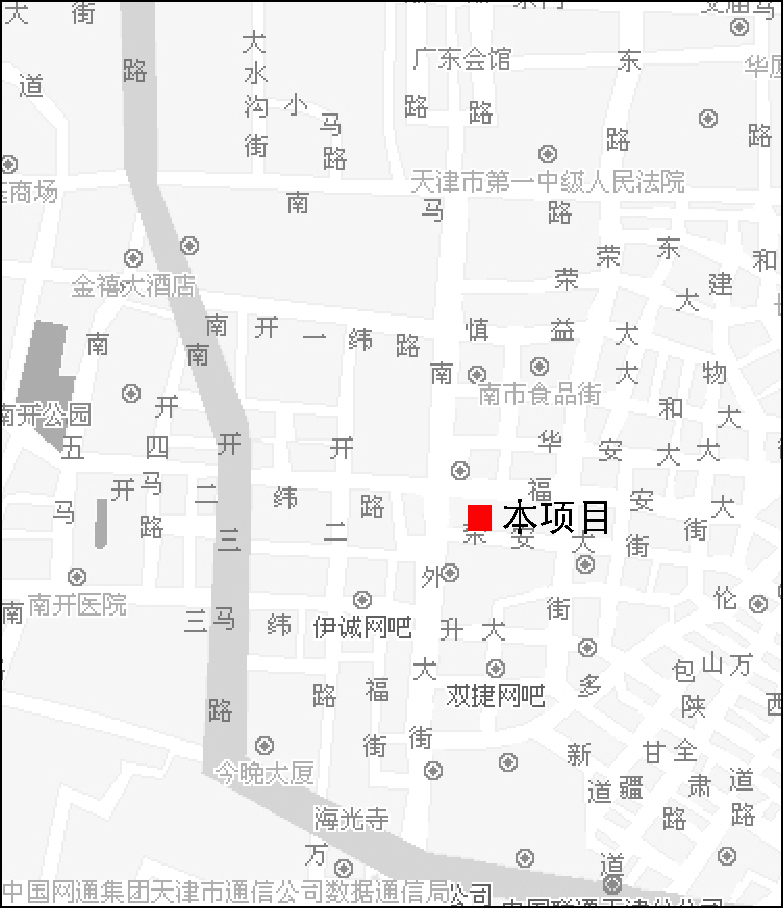 大 街
路
大水沟街
道
小马路
广东会馆
路
路
东
路
路
商场
南
马
路
天津市第一中级人民法院
金禧大酒店
南开一纬路
南
南
荣
荣
东
和
建
大
慎益大
大
物
南
南市食品街
和
大
南开公园
五
四
开
开
开
华安大大
马
开
马
路
二
纬
路
二
福
安
大
街
本项目
三
荣安大街
外
南开医院
南
三
马
纬
伊诚网吧
升大
街
伦
大
双捷网吧
多
包山万
陕
西
路
路
福
街
街
新
疆
道
甘全
肃
道
路
路
今晚大厦
海光寺
万
道
中国网通集团天津市通信公司数据通信局
公司